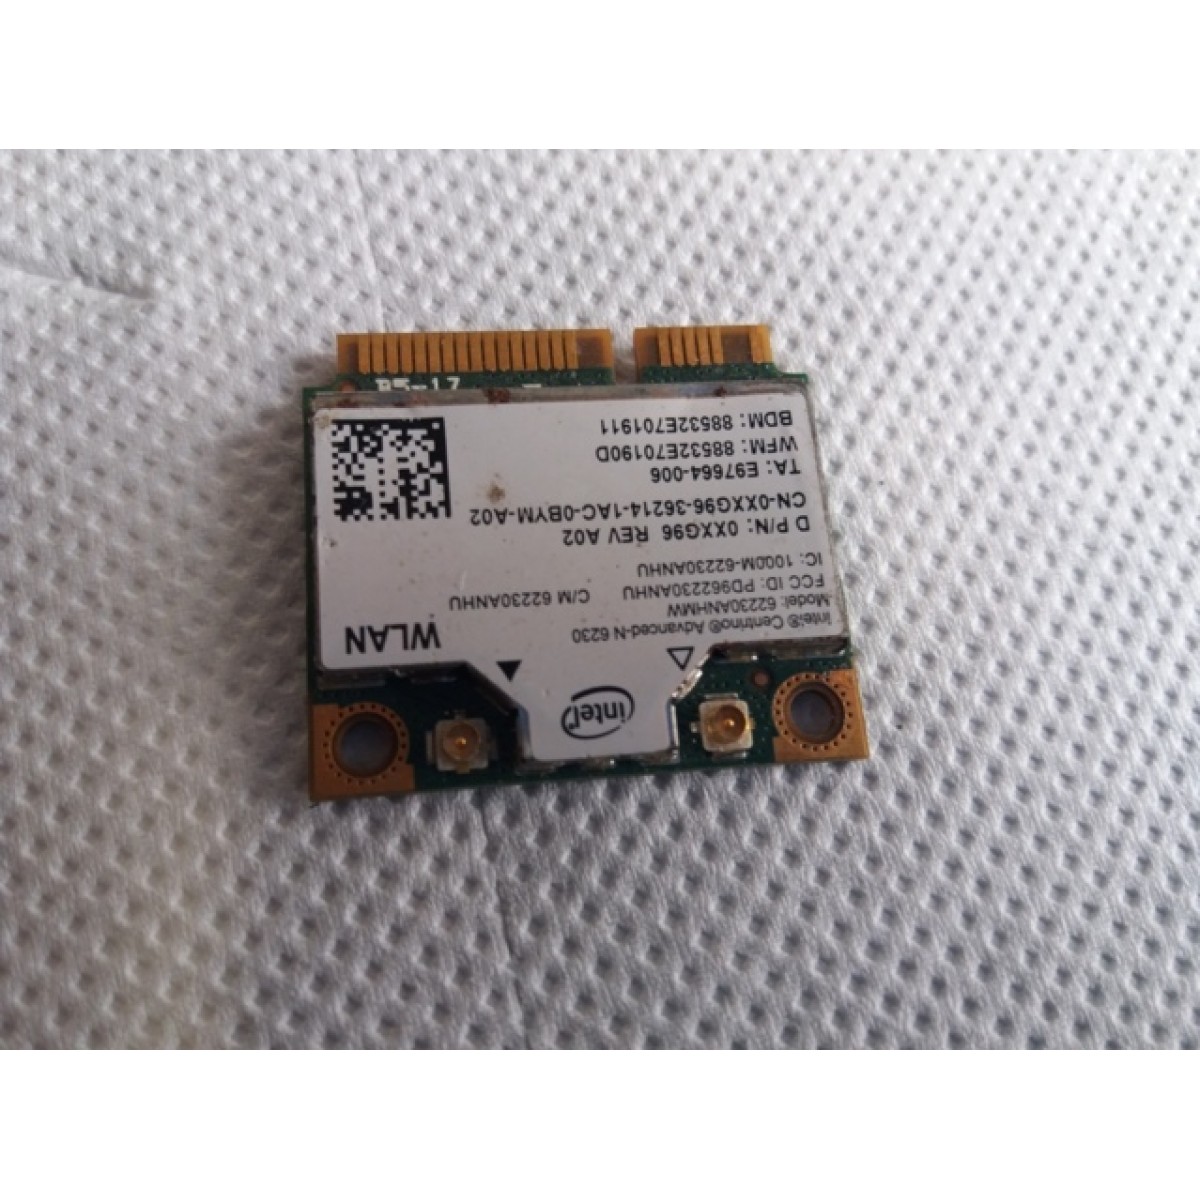 intel
WLAN
Intel® Centrino® Advanced-N 6230
Model: 62230ANHMW
FCC ID: PD962230ANHU C/M 62230ANHU
IC: 1000M-62230ANHU
D P/N: 0XXG96 REV A02
CN-0XXG96-36214-1AC-0BYM-A02
TA: E97664-006
WFM: 88532E70190D
BDM: 88532E701911